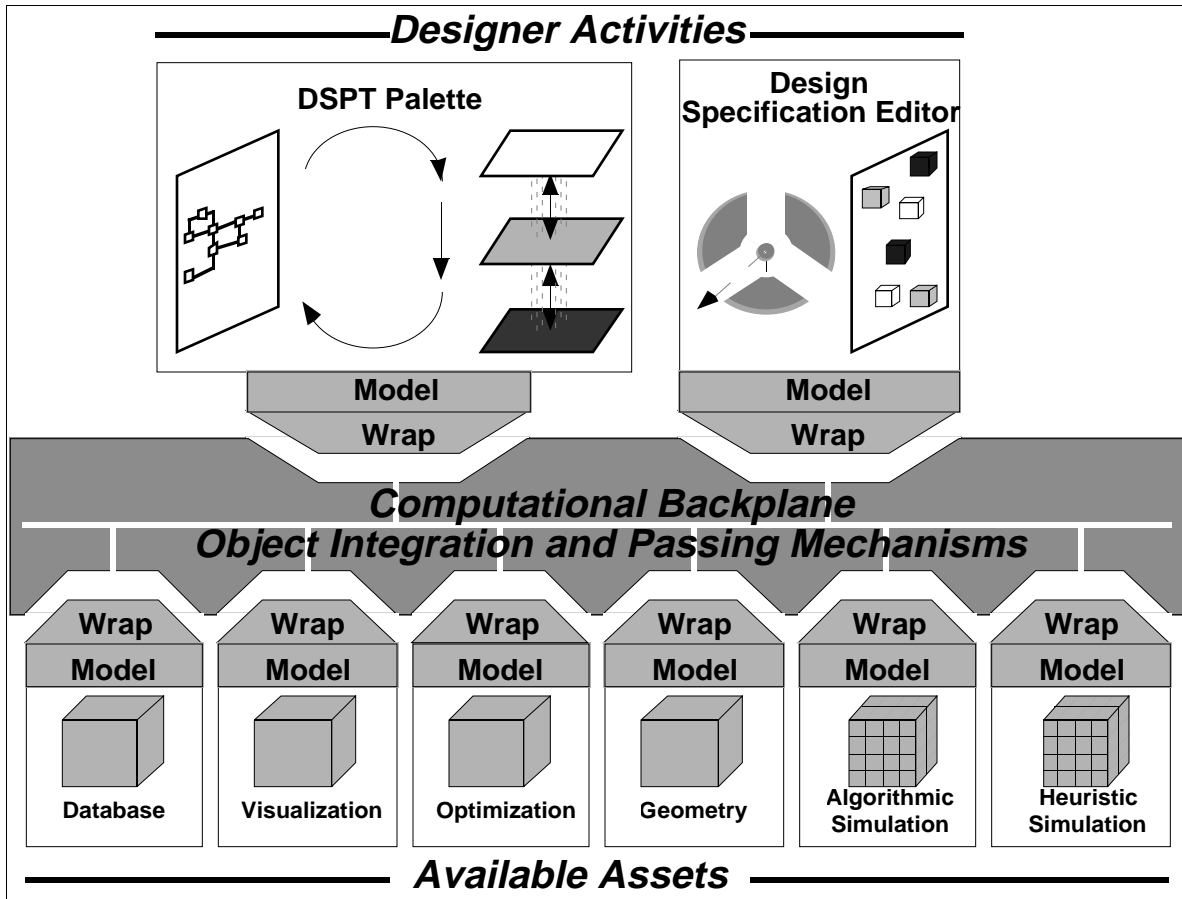 Designer Activities
DSPT Palette
Design
Specification Editor
Model
Wrap
Model
Wrap
Computational Backplane
Object Integration and Passing Mechanisms
Wrap
Model
Database
Wrap
Model
Visualization
Wrap
Model
Optimization
Wrap
Model
Geometry
Wrap
Model
Algorithmic
Simulation
Wrap
Model
Heuristic
Simulation
Available Assets